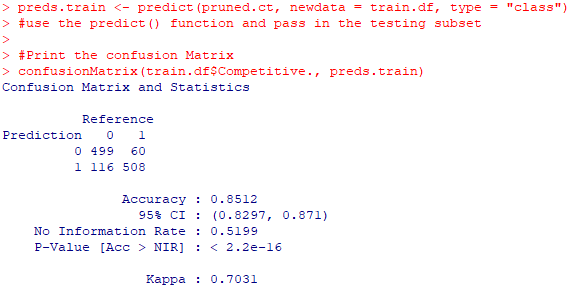 > preds.train <- predict(pruned.ct, newdata = train.df, type = "class")
> #use the predict() function and pass in the testing subset
>
> #Print the confusion Matrix
> confusionMatrix(train.df$Competitive., preds.train)
Confusion Matrix and Statistics
Reference
Prediction 0 1
0 499 60
1 116 508
Accuracy : 0.8512
95% CI : (0.8297, 0.871)
No Information Rate : 0.5199
P-Value [Acc > NIR] : < 2.2e-16
Kappa : 0.7031